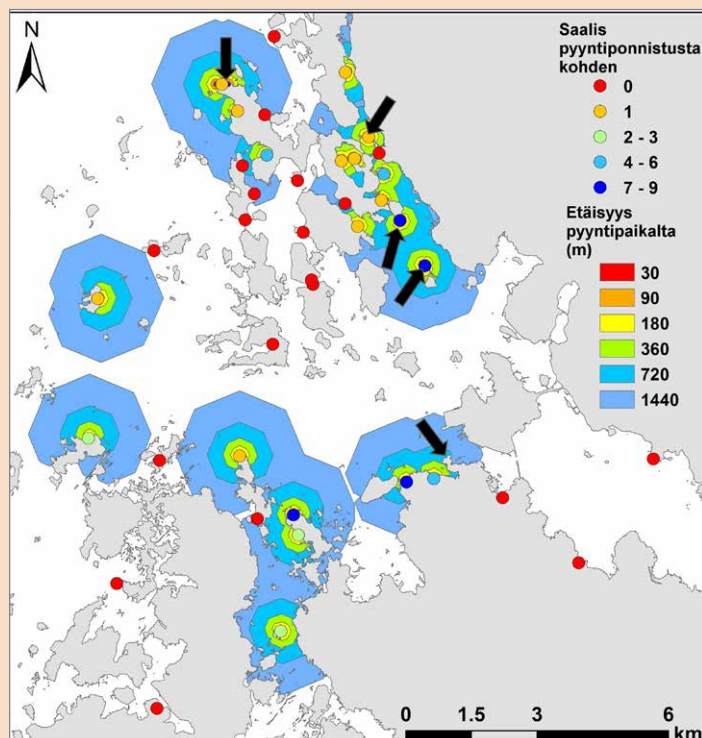 N
Saalis
pyyntiponnistusta
kohden
0
1
2 - 3
4 - 6
7 - 9
Etäisyys
pyyntipaikalta
(m)
30
90
180
360
720
1440
0 1.5 3 6
km